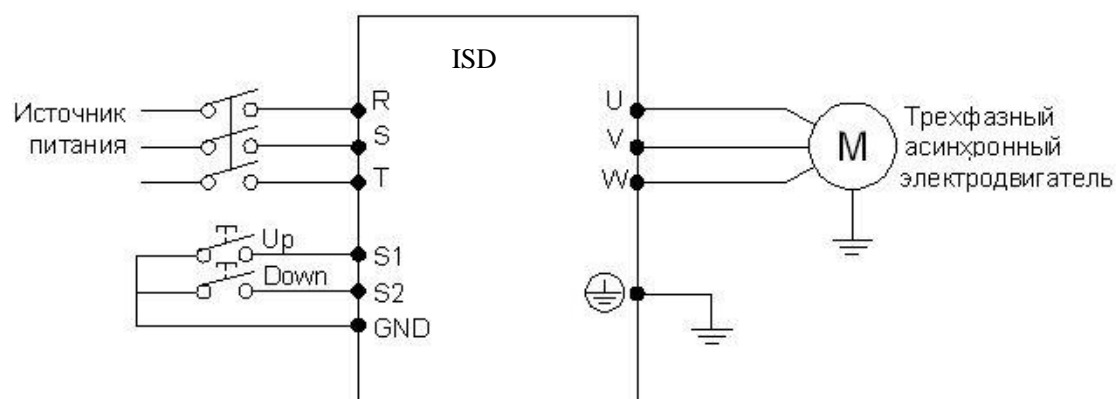 ISD
Источник
питания
R
S
T
U
V
W
M
Трехфазный
асинхронный
электродвигатель
Up
S1
Down
S2
GND